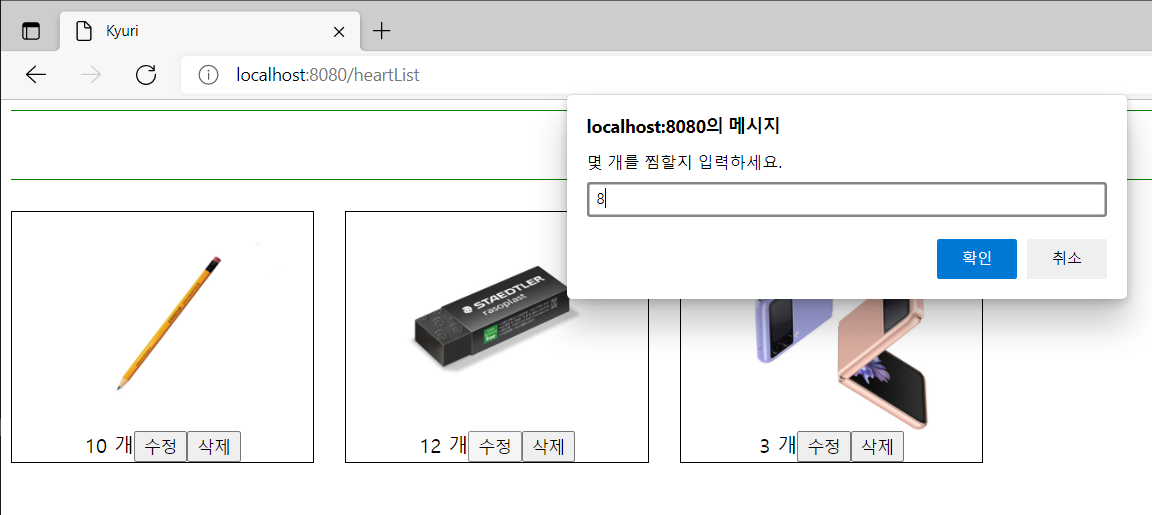 Kyuri
localhost:8080/heartList
localhost:8080의 메시지
몇 개를 찜할지 입력하세요.
8
확인 취소
STAEDTLER
rasoplast
10 개 수정 삭제
12 개 수정 삭제
3 개 수정 삭제